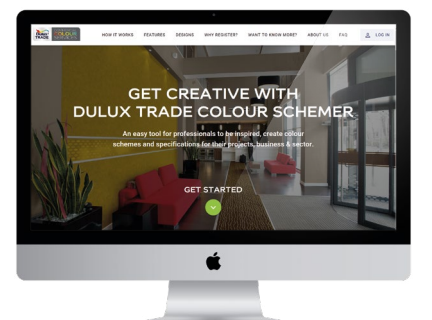 DULUX
TRADE
COLOUR
HOW IT WORKS FEATURES DESIGNS WHY REGISTER? WANT TO KNOW MORE? ABOUT US FAQ LOG IN
GET CREATIVE WITH
DULUX TRADE COLOUR SCHEMER
An easy tool for professionals to be inspired, create colour
schemes and specifications for their projects, business & sector.
GET STARTED